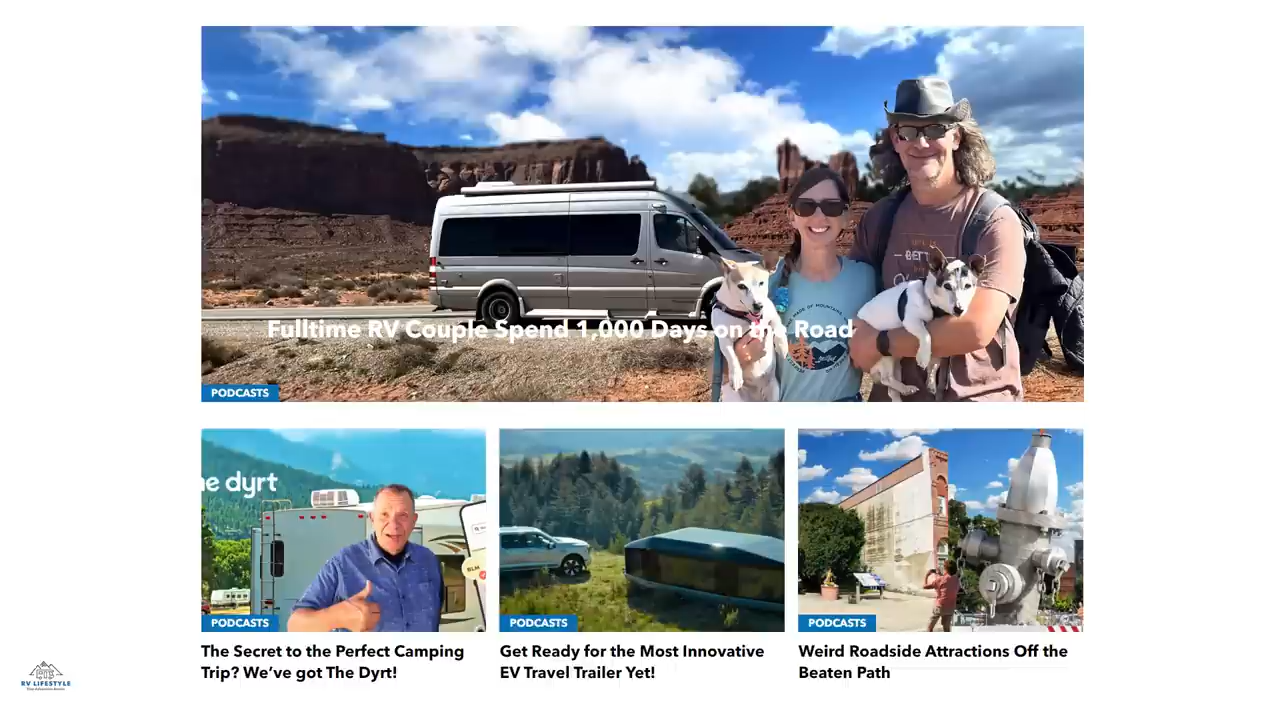 Fulltime RV Couple Spend 1,000 Days on the Road
PODCASTS
he dyrt
BLM
PODCASTS
PODCASTS
PODCASTS
The Secret to the Perfect Camping
Trip? We've got The Dyrt!
Get Ready for the Most Innovative
EV Travel Trailer Yet!
Weird Roadside Attractions Off the
Beaten Path
RV LIFESTYLE